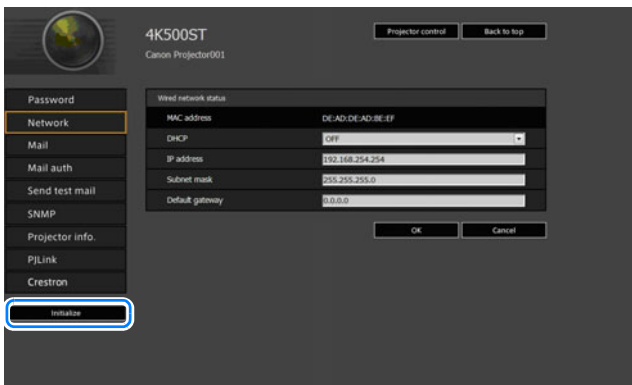 4K500ST
Projector control
Back to top
Canon Projector001
Password
Network
Mail
Mail auth
Send test mail
SNMP
Projector info.
PJLink
Crestron
Initialize
Wired network status
MAC address DE:AD:DE:AD:BE:EF
DHCP OFF
IP address 192.168.254.254
Subnet mask 255.255.255.0
Default gateway 0.0.0.0
OK
Cancel